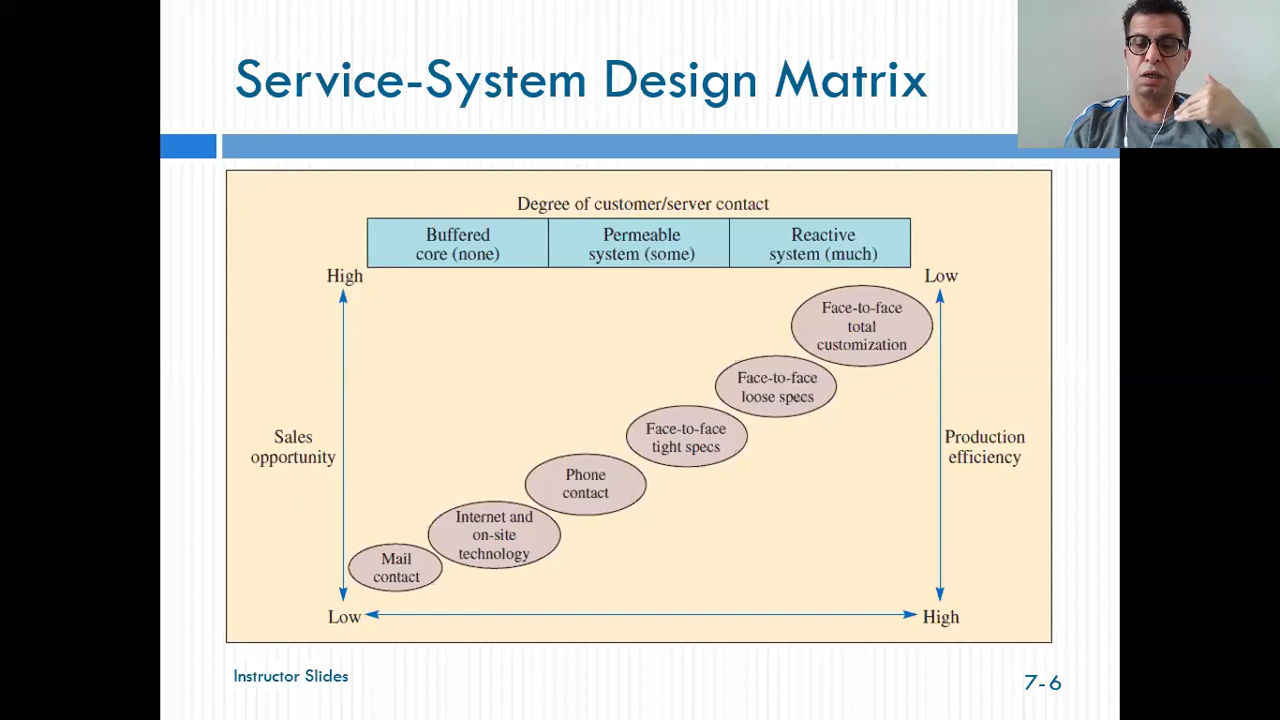 Service-System Design Matrix
Degree of customer/server contact
Buffered
core (none)
Permeable
system (some)
Reactive
system (much)
High
Low
Face-to-face
total
customization
Face-to-face
loose specs
Face-to-face
tight specs
Sales
opportunity
Production
efficiency
Phone
contact
Internet and
on-site
technology
Mail
contact
Low
High
Instructor Slides
7-6